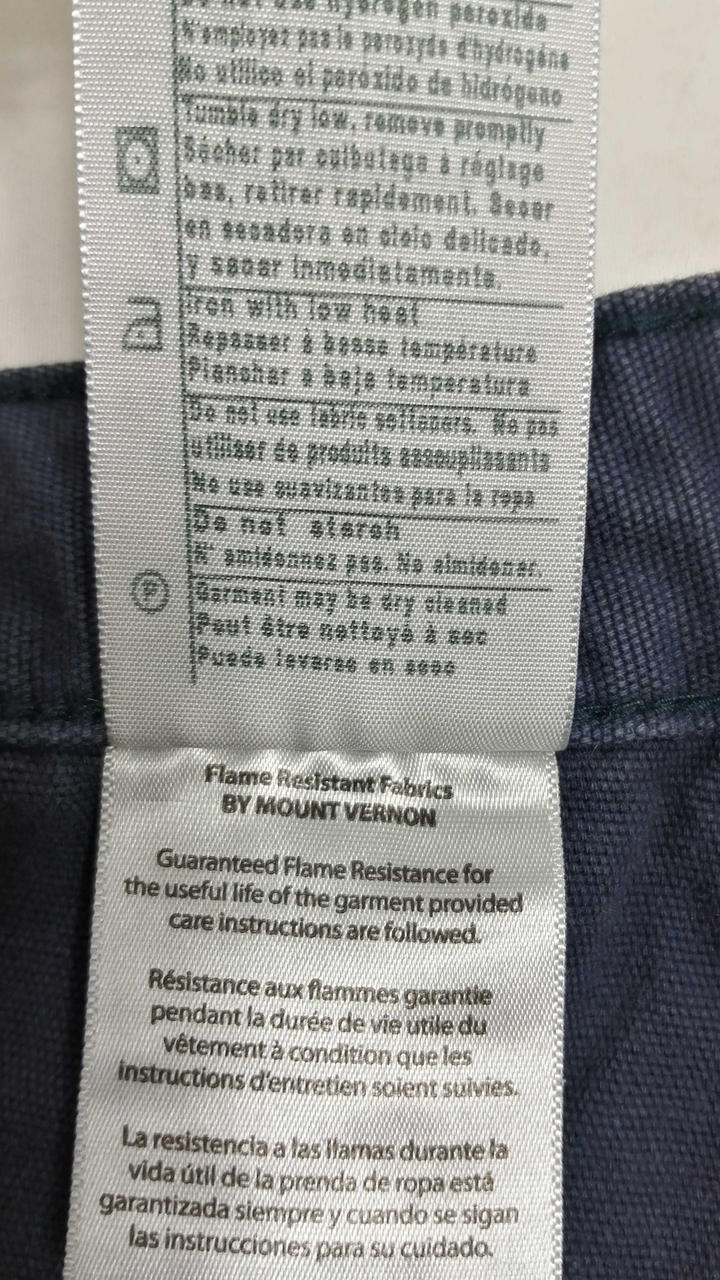 Do not use hydrogen peroxide
N'employez pas le peroxyde d'hydrogène
No utilice el peróxido de hidrógeno
Tumble dry low, remove promptly
Sécher par culbutage à réglage
bas, retirer rapidement. Secar
en secadora en ciclo delicado,
y sacar inmediatamente.
Iron with low heat
Repasser à basse température
Planchar a baja temperatura
Do not use fabric softeners. Ne pas
utiliser de produits assouplissants
No use suavizantes para la ropa
Do not starch
N' amidonnez pas. No almidonar.
P
Garment may be dry cleaned
Peut être nettoyé à sec
Puede lavarse en seco
Flame Resistant Fabrics
BY MOUNT VERNON
Guaranteed Flame Resistance for
the useful life of the garment provided
care instructions are followed.
Résistance aux flammes garantie
pendant la durée de vie utile du
vêtement à condition que les
instructions d'entretien soient suivies.
La resistencia a las llamas durante la
vida útil de la prenda de ropa está
garantizada siempre y cuando se sigan
las instrucciones para su cuidado.